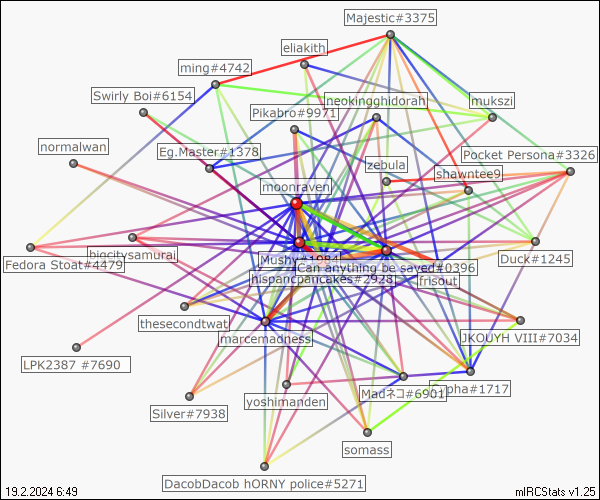 Majestic#3375
eliakith
ming#4742
Swirly Boi#6154
neokingghidorah
mukszi
Pikabro#9971
normalwan
Eg.Master#1378
Pocket Persona#3326
zebula
shawntee9
moonraven
bigcitysamurai
Fedora Stoat#4479
Mushy#1984
Duck#1245
Can anything be saved#0396
hispanicpancakes#2928
frisout
thesecondtwat
marcemadness
JKOUYH VIII#7034
LPK2387 #7690
Madネコ#6901
pha#1717
yoshimanden
Silver#7938
somass
DacobDacob hORNY police#5271
19.2.2024 6:49
mIRCStats v1.25